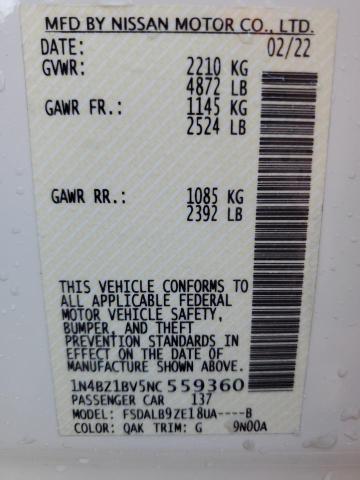 MFD BY NISSAN MOTOR CO., LTD.
DATE: 02/22
GVWR: 2210 KG
4872 LB
GAWR FR.: 1145 KG
2524 LB
GAWR RR.: 1085 KG
2392 LB
THIS VEHICLE CONFORMS TO
ALL APPLICABLE FEDERAL
MOTOR VEHICLE SAFETY,
BUMPER, AND THEFT
PREVENTION STANDARDS IN
EFFECT ON THE DATE OF
MANUFACTURE SHOWN ABOVE.
1N4BZ1BV5NC559360
PASSENGER CAR 137
MODEL: FSDALB9ZE18UA----B
COLOR: QAK TRIM: G 9N00A